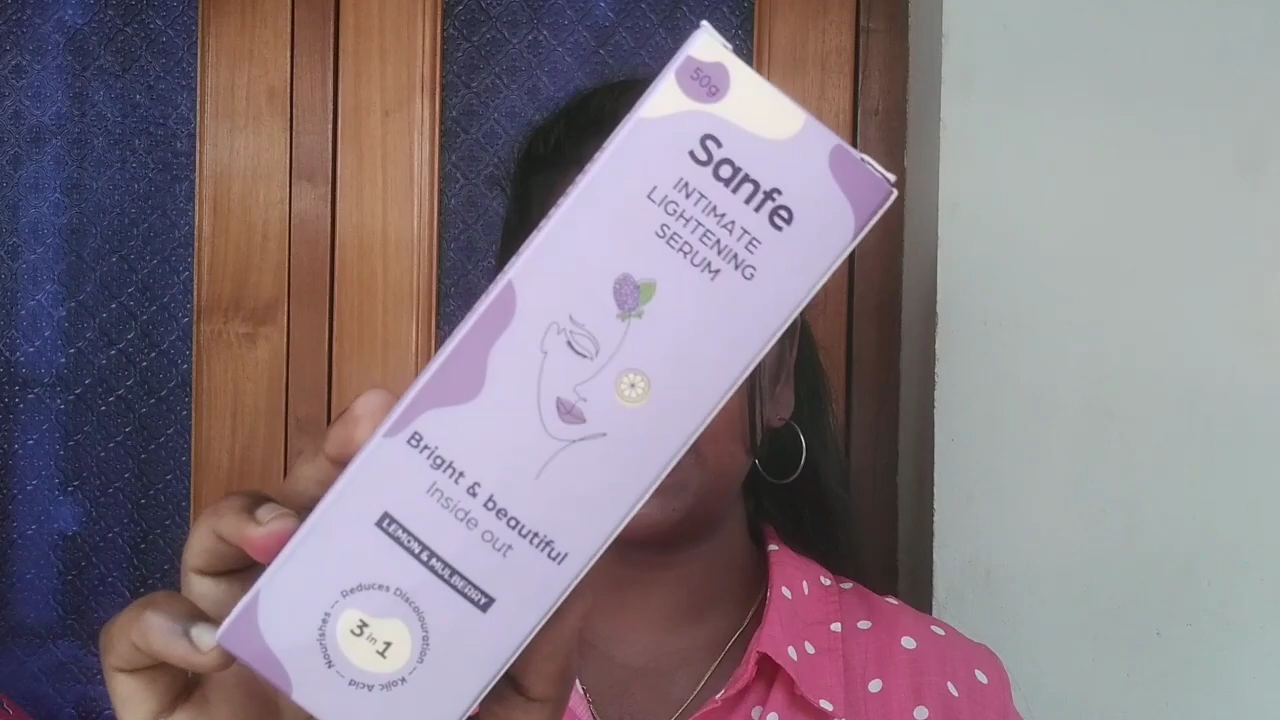 50g
Sanfe
INTIMATE
LIGHTENING
SERUM
Bright & beautiful
Inside out
LEMON & MULBERRY
3 in 1
Reduces Discolouration — Kojic Acid — Nourishes —